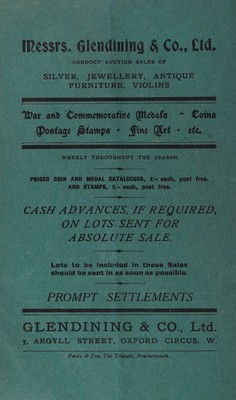 Messrs. Glendining & Co., Ltd.
CONDUCT AUCTION SALES OF
SILVER, JEWELLERY, ANTIQUE
FURNITURE, VIOLINS
War and Commemorative Medals - Coins
Postage Stamps · Fine Art · etc.
WEEKLY THROUGHOUT THE SEASON.
PRICED COIN AND MEDAL CATALOGUES, 2/- each, post free.
AND STAMPS, 2/- each, post free.
CASH ADVANCES, IF REQUIRED,
ON LOTS SENT FOR
ABSOLUTE SALE.
Lots to be included in these Sales
should be sent in as soon as possible.
PROMPT SETTLEMENTS
GLENDINING & CO., Ltd.
7, ARGYLL STREET, OXFORD CIRCUS, W.
& Son, The Triangle, Bournemouth.